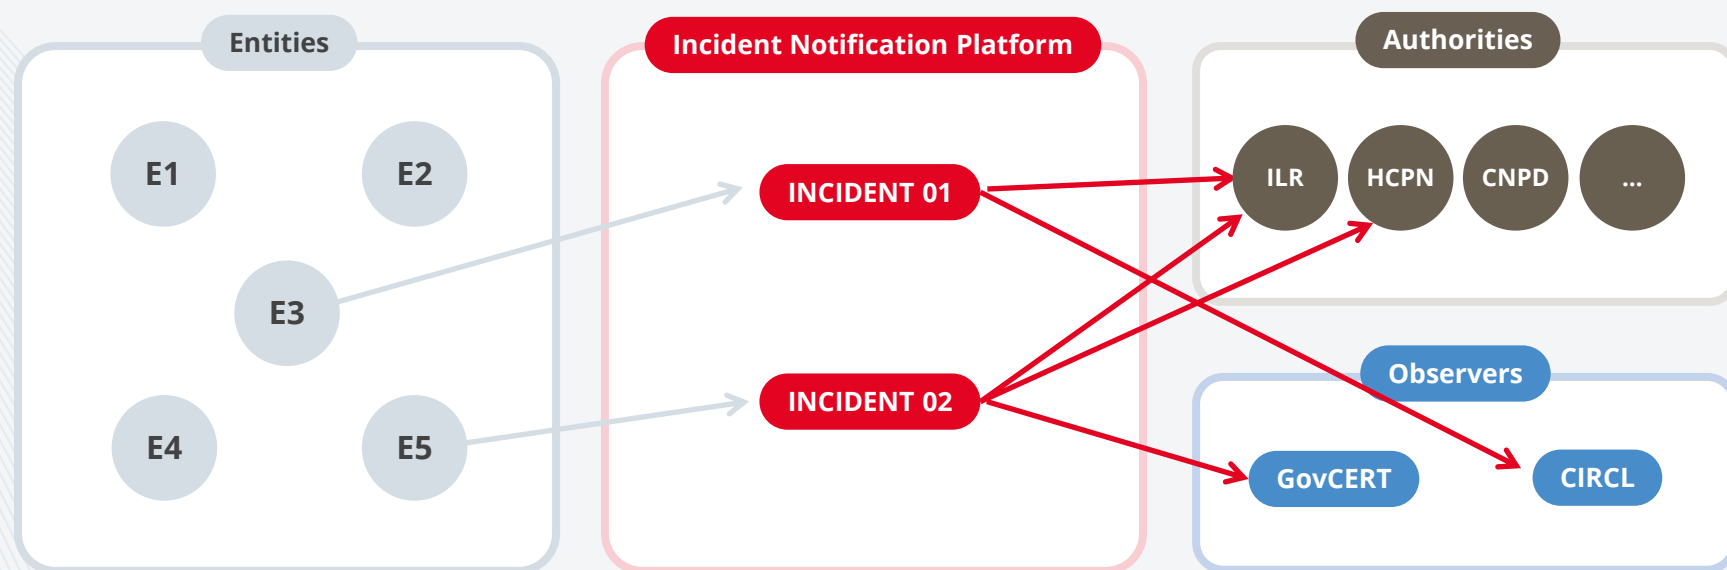 Entities
E1
E2
E3
E4
E5
Incident Notification Platform
INCIDENT 01
INCIDENT 02
Authorities
ILR
HCPN
CNPD
...
Observers
GovCERT
CIRCL